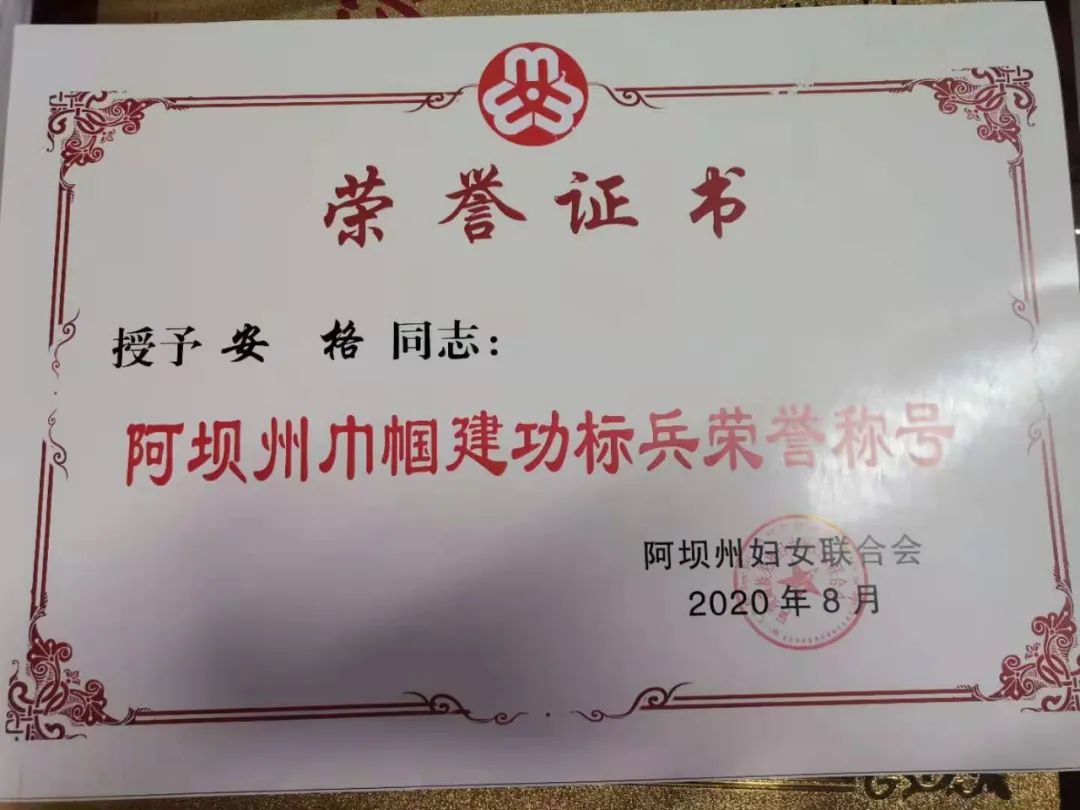 荣誉证书
授予 安 格 同志：
阿坝州巾帼建功标兵荣誉称号
阿坝州妇女联合会
2020年8月